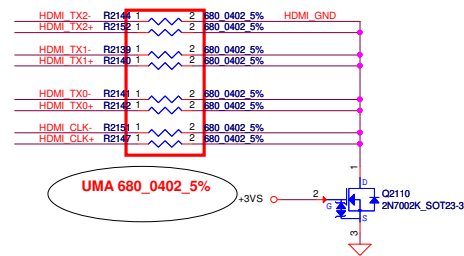 HDMI_TX2- R2144 1 2 680_0402_5% HDMI_GND
HDMI_TX2+ R2152 1 2 680_0402_5%
HDMI_TX1- R2139 1 2 680_0402_5%
HDMI_TX1+ R2140 1 2 680_0402_5%
HDMI_TX0- R2141 1 2 680_0402_5%
HDMI_TX0+ R2142 1 2 680_0402_5%
HDMI_CLK- R2151 1 2 680_0402_5%
HDMI_CLK+ R2147 1 2 680_0402_5%
UMA 680_0402_5%
+3VS
2
1
D
G
S
3
Q2110
2N7002K_SOT23-3